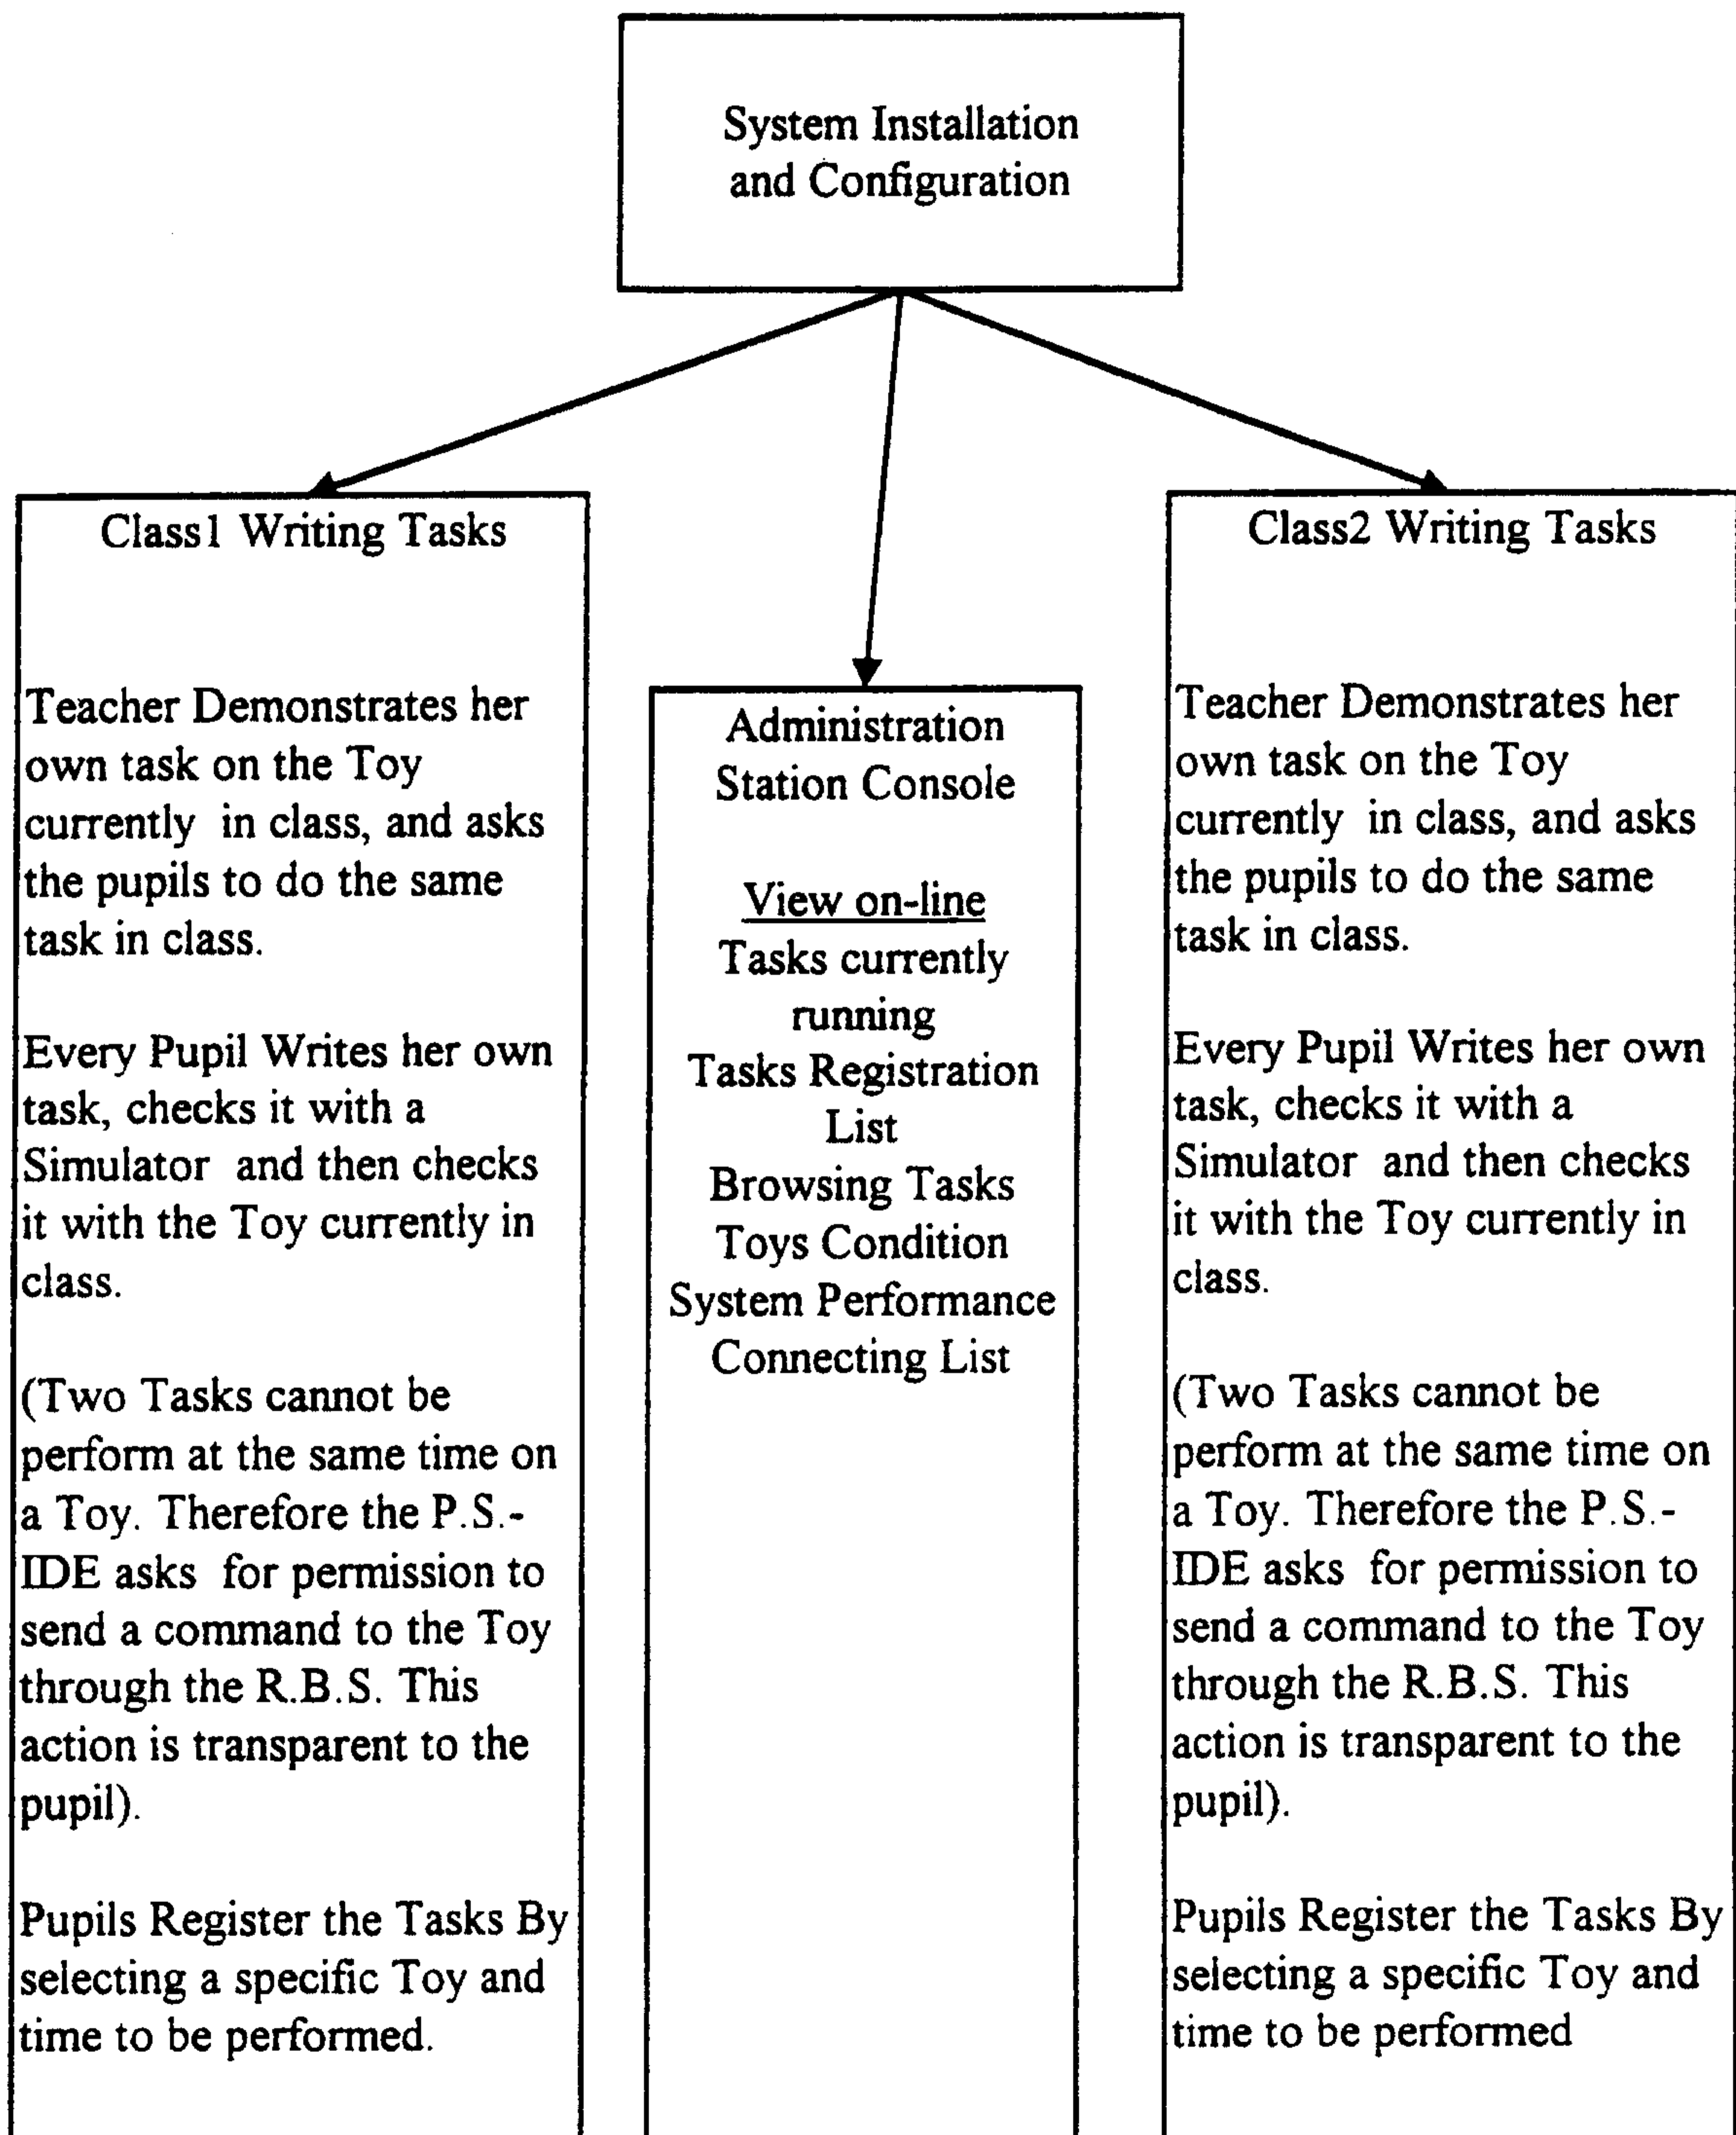 System Installation
and Configuration
Class1 Writing Tasks
Teacher Demonstrates her
own task on the Toy
currently in class, and asks
the pupils to do the same
task in class.
Every Pupil Writes her own
task, checks it with a
Simulator and then checks
it with the Toy currently in
class.
(Two Tasks cannot be
perform at the same time on
a Toy. Therefore the P.S.-
IDE asks for permission to
send a command to the Toy
through the R.B.S. This
action is transparent to the
pupil).
Pupils Register the Tasks By
selecting a specific Toy and
time to be performed.
Administration
Station Console
View on-line
Tasks currently
running
Tasks Registration
List
Browsing Tasks
Toys Condition
System Performance
Connecting List
Class2 Writing Tasks
Teacher Demonstrates her
own task on the Toy
currently in class, and asks
the pupils to do the same
task in class.
Every Pupil Writes her own
task, checks it with a
Simulator and then checks
it with the Toy currently in
class.
(Two Tasks cannot be
perform at the same time on
a Toy. Therefore the P.S.-
IDE asks for permission to
send a command to the Toy
through the R.B.S. This
action is transparent to the
pupil).
Pupils Register the Tasks By
selecting a specific Toy and
time to be performed